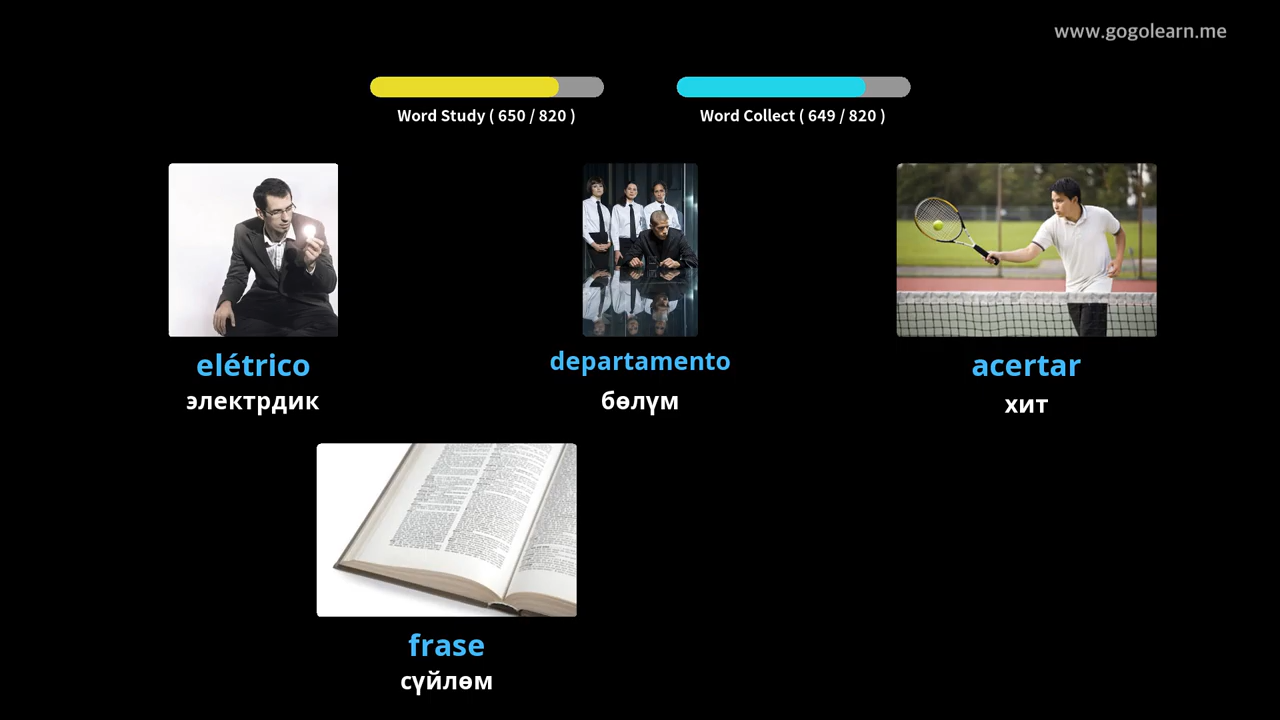 www.gogolearn.me
Word Study ( 650 / 820 )
Word Collect ( 649 / 820 )
elétrico
электрдик
departamento
бөлүм
acertar
хит
frase
сүйлөм